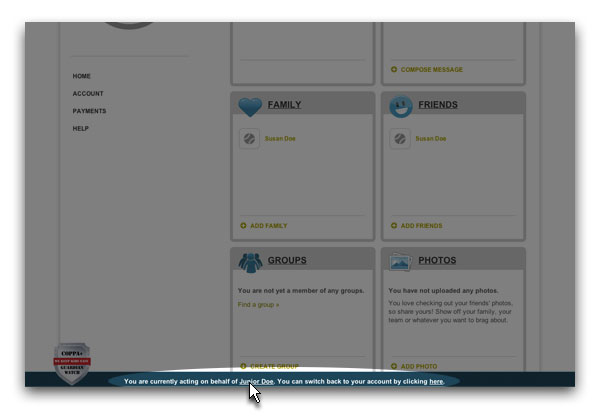 COMPOSE MESSAGE
HOME
ACCOUNT
PAYMENTS
HELP
FAMILY
Susan Doe
ADD FAMILY
FRIENDS
Susan Doe
ADD FRIENDS
GROUPS
You are not yet a member of any groups.
Find a group »
CREATE GROUP
PHOTOS
You have not uploaded any photos.
You love checking out your friends' photos,
so share yours! Show off your family, your
team or whatever you want to brag about.
ADD PHOTO
COPPA
GUARDIAN
WATCH
You are currently acting on behalf of Junior Doe. You can switch back to your account by clicking here.